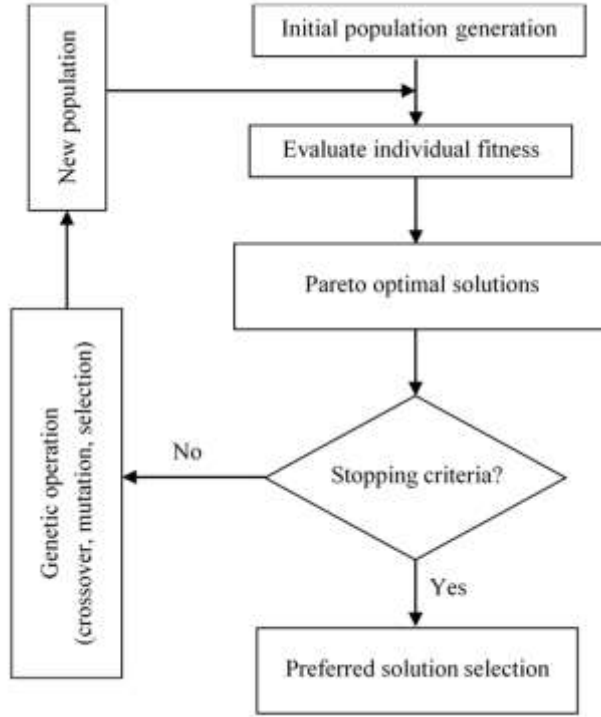 Initial population generation
New population
Evaluate individual fitness
Pareto optimal solutions
Stopping criteria?
No
Genetic operation
(crossover, mutation, selection)
Yes
Preferred solution selection